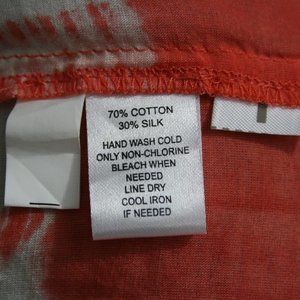 70% COTTON
30% SILK
HAND WASH COLD
ONLY NON-CHLORINE
BLEACH WHEN
NEEDED
LINE DRY
COOL IRON
IF NEEDED